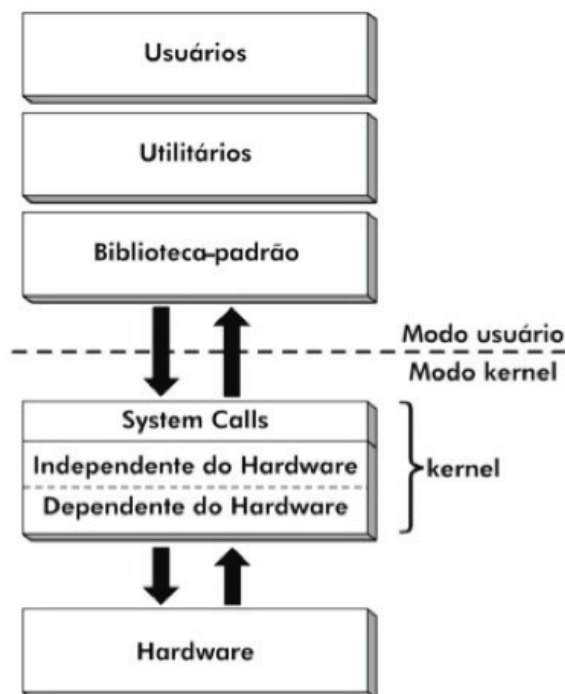 Usuários
Utilitários
Biblioteca-padrão
Modo usuário
Modo kernel
System Calls
Independente do Hardware
kernel
Dependente do Hardware
Hardware